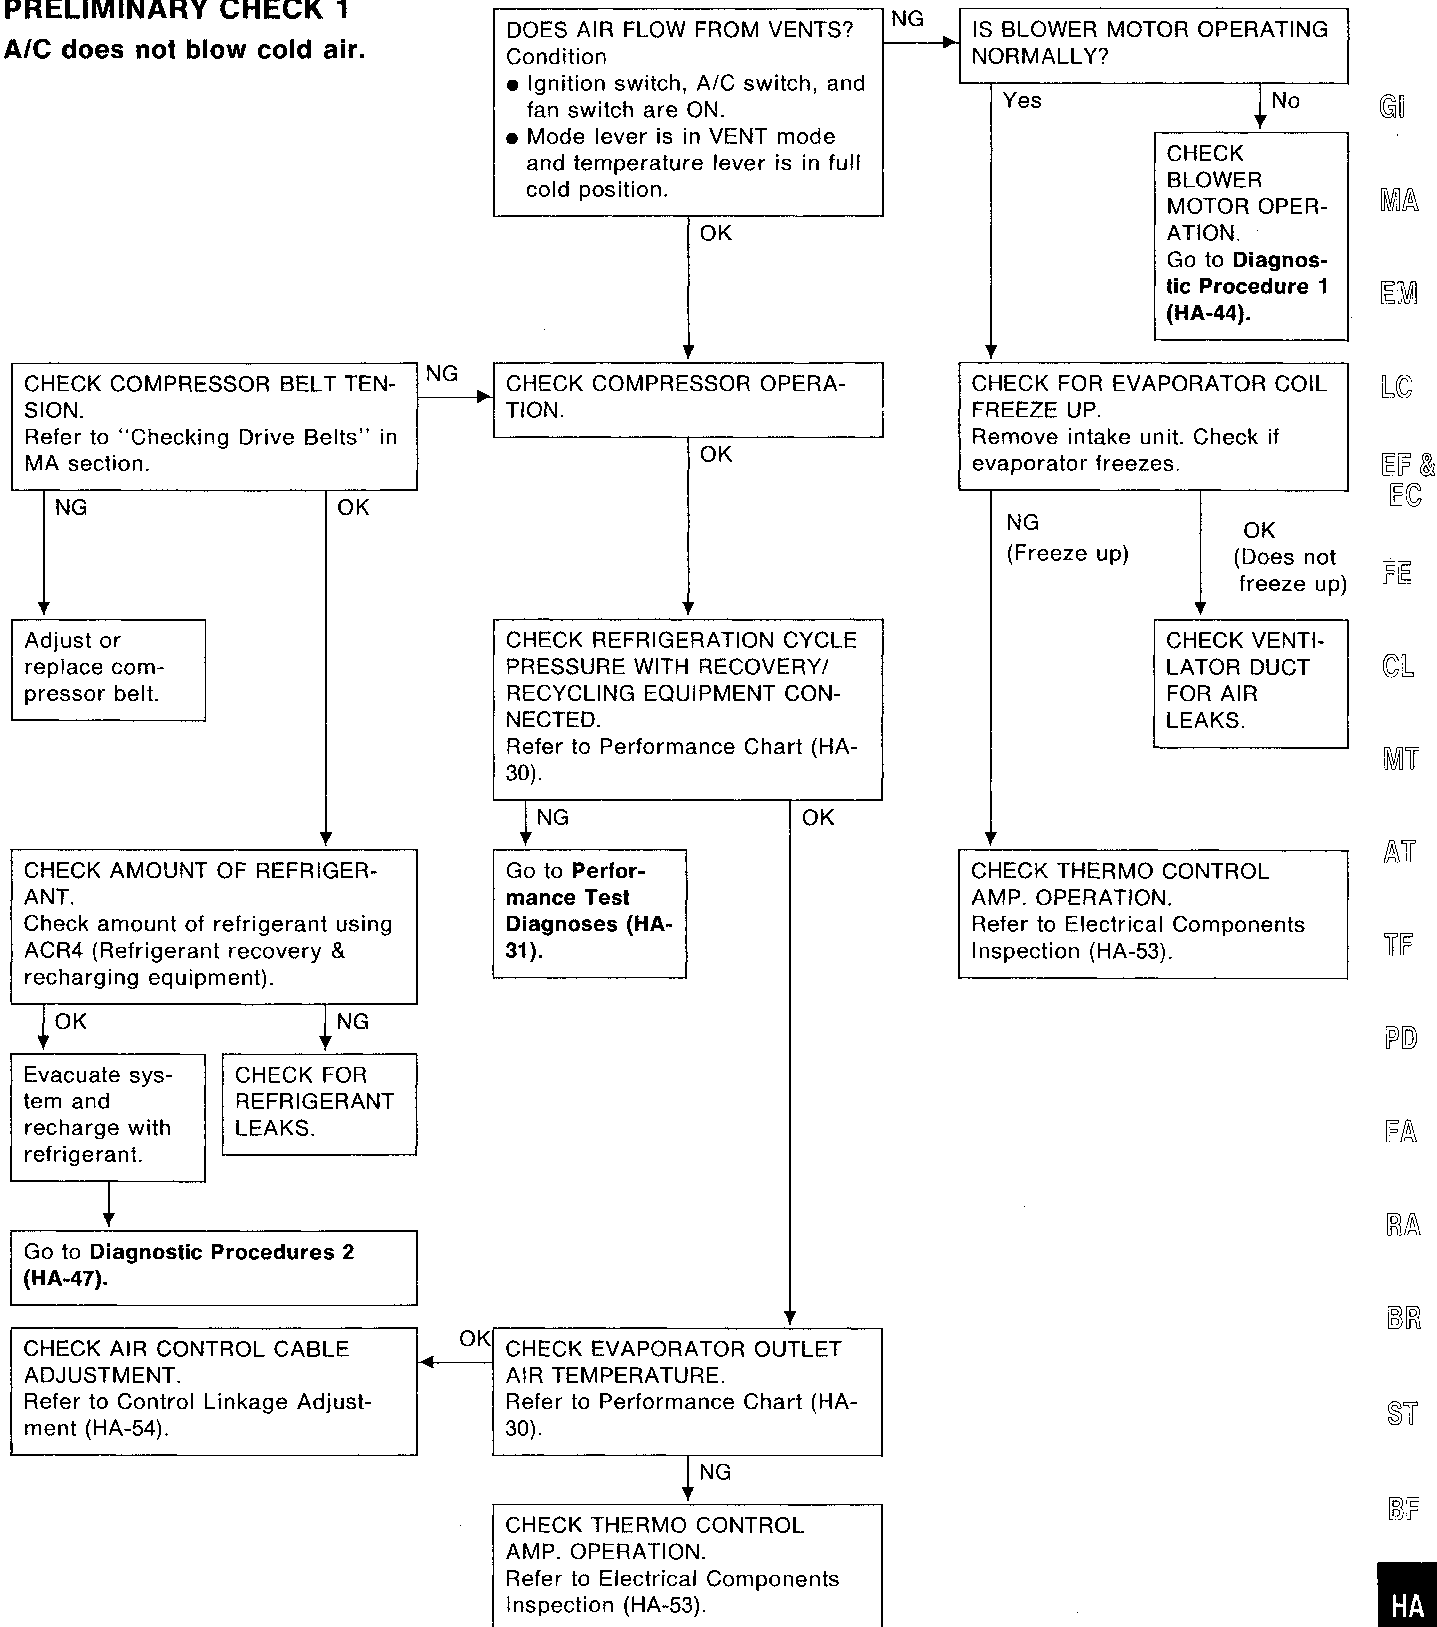 PRELIMINARY CHECK 1
A/C does not blow cold air.
DOES AIR FLOW FROM VENTS?
Condition
● Ignition switch, A/C switch, and
fan switch are ON.
● Mode lever is in VENT mode
and temperature lever is in full
cold position.
NG
IS BLOWER MOTOR OPERATING
NORMALLY?
Yes
No
CHECK
BLOWER
MOTOR OPER-
ATION.
Go to Diagnos-
tic Procedure 1
(HA-44).
OK
CHECK COMPRESSOR BELT TEN-
SION.
Refer to "Checking Drive Belts" in
MA section.
NG
CHECK COMPRESSOR OPERA-
TION.
CHECK FOR EVAPORATOR COIL
FREEZE UP.
Remove intake unit. Check if
evaporator freezes.
NG
OK
OK
NG
(Freeze up)
OK
(Does not
freeze up)
Adjust or
replace com-
pressor belt.
CHECK REFRIGERATION CYCLE
PRESSURE WITH RECOVERY/
RECYCLING EQUIPMENT CON-
NECTED.
Refer to Performance Chart (HA-
30).
CHECK VENTI-
LATOR DUCT
FOR AIR
LEAKS.
NG
OK
CHECK AMOUNT OF REFRIGER-
ANT.
Check amount of refrigerant using
ACR4 (Refrigerant recovery &
recharging equipment).
Go to Perfor-
mance Test
Diagnoses (HA-
31).
CHECK THERMO CONTROL
AMP. OPERATION.
Refer to Electrical Components
Inspection (HA-53).
OK
NG
Evacuate sys-
tem and
recharge with
refrigerant.
CHECK FOR
REFRIGERANT
LEAKS.
Go to Diagnostic Procedures 2
(HA-47).
CHECK AIR CONTROL CABLE
ADJUSTMENT.
Refer to Control Linkage Adjust-
ment (HA-54).
OK
CHECK EVAPORATOR OUTLET
AIR TEMPERATURE.
Refer to Performance Chart (HA-
30).
NG
CHECK THERMO CONTROL
AMP. OPERATION.
Refer to Electrical Components
Inspection (HA-53).
GI
MA
EM
LC
EF &
EC
FE
CL
MT
AT
TF
PD
FA
RA
BR
ST
BF
HA